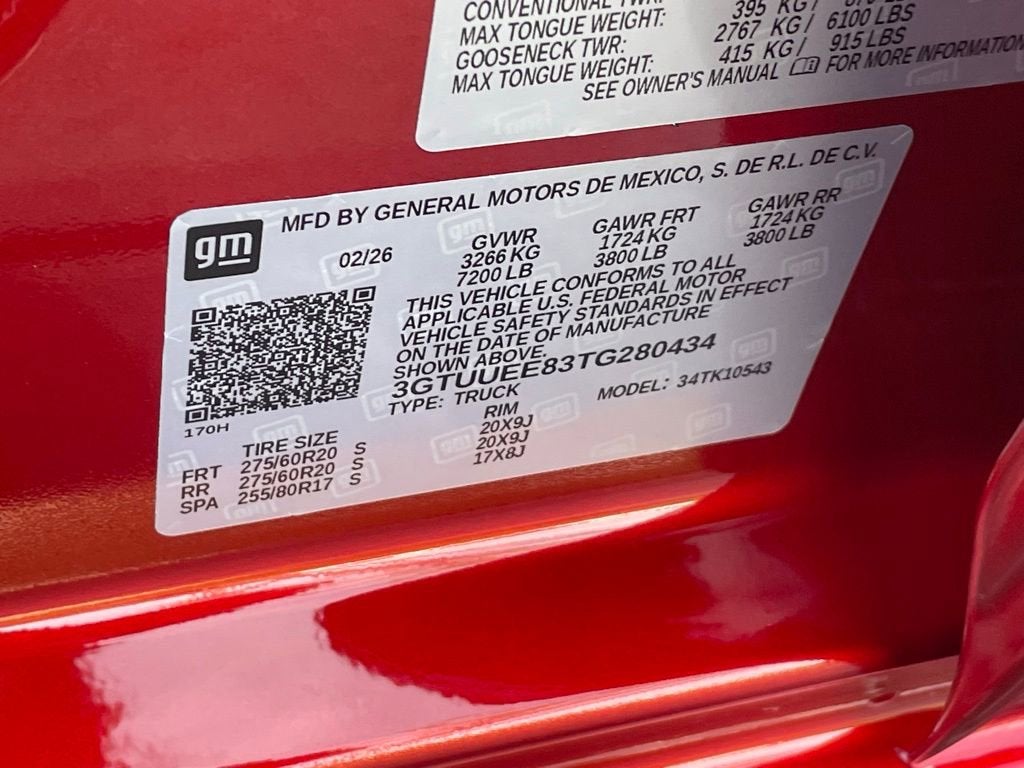 CONVENTIONAL TWR:
MAX TONGUE WEIGHT: 395 KG/
GOOSENECK TWR: 2767 KG/ 6100 LBS
MAX TONGUE WEIGHT: 415 KG/ 915 LBS
SEE OWNER'S MANUAL FOR MORE INFORMATION
MFD BY GENERAL MOTORS DE MEXICO, S. DE R.L. DE C.V.
gm
02/26
GVWR GAWR FRT GAWR RR
3266 KG 1724 KG 1724 KG
7200 LB 3800 LB 3800 LB
THIS VEHICLE CONFORMS TO ALL
APPLICABLE U.S. FEDERAL MOTOR
VEHICLE SAFETY STANDARDS IN EFFECT
ON THE DATE OF MANUFACTURE
SHOWN ABOVE.
3GTUUEE83TG280434
TYPE: TRUCK MODEL: 34TK10543
170H
TIRE SIZE RIM
FRT 275/60R20 S 20X9J
RR 275/60R20 S 20X9J
SPA 255/80R17 S 17X8J